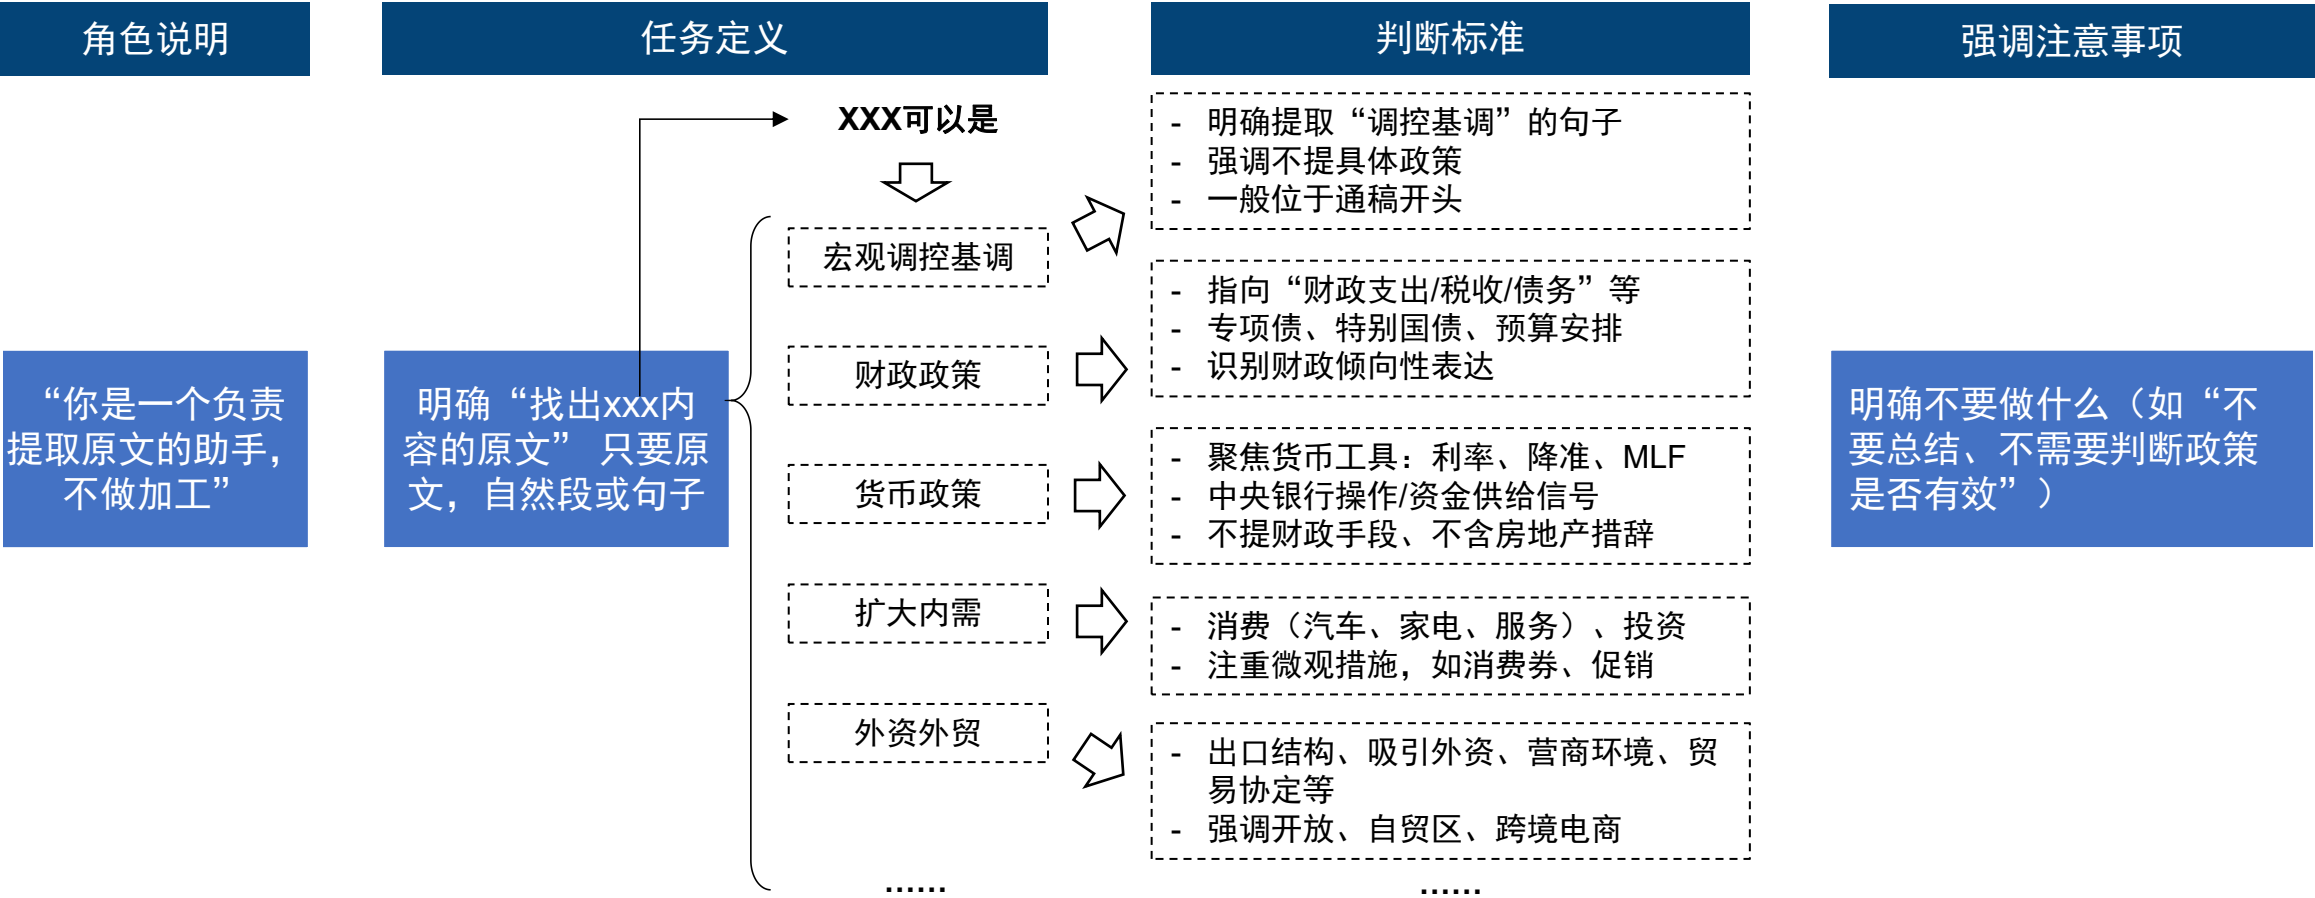 角色说明
任务定义
判断标准
强调注意事项
“你是一个负责
提取原文的助手，
不做加工”
明确“找出xxx内
容的原文” 只要原
文，自然段或句子
XXX可以是
宏观调控基调
财政政策
货币政策
扩大内需
外资外贸
……
- 明确提取“调控基调”的句子
- 强调不提具体政策
- 一般位于通稿开头
- 指向“财政支出/税收/债务”等
- 专项债、特别国债、预算安排
- 识别财政倾向性表达
- 聚焦货币工具：利率、降准、MLF
- 中央银行操作/资金供给信号
- 不提财政手段、不含房地产措辞
- 消费（汽车、家电、服务）、投资
- 注重微观措施，如消费券、促销
- 出口结构、吸引外资、营商环境、贸
易协定等
- 强调开放、自贸区、跨境电商
……
明确不要做什么（如“不
要总结、不需要判断政策
是否有效”）